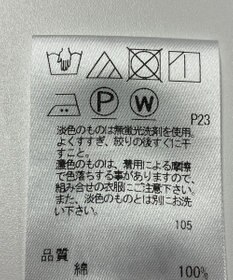 P W P23
淡色のものは無蛍光洗剤を使用。
よくすすぎ、絞りの後すぐに干
すこと。
濃色のものは、着用による摩擦
で色落ちする事がありますので、
組み合せの衣服にご注意下さい。
また、淡色のものとは別にお洗
い下さい。
105
品質
綿 100%